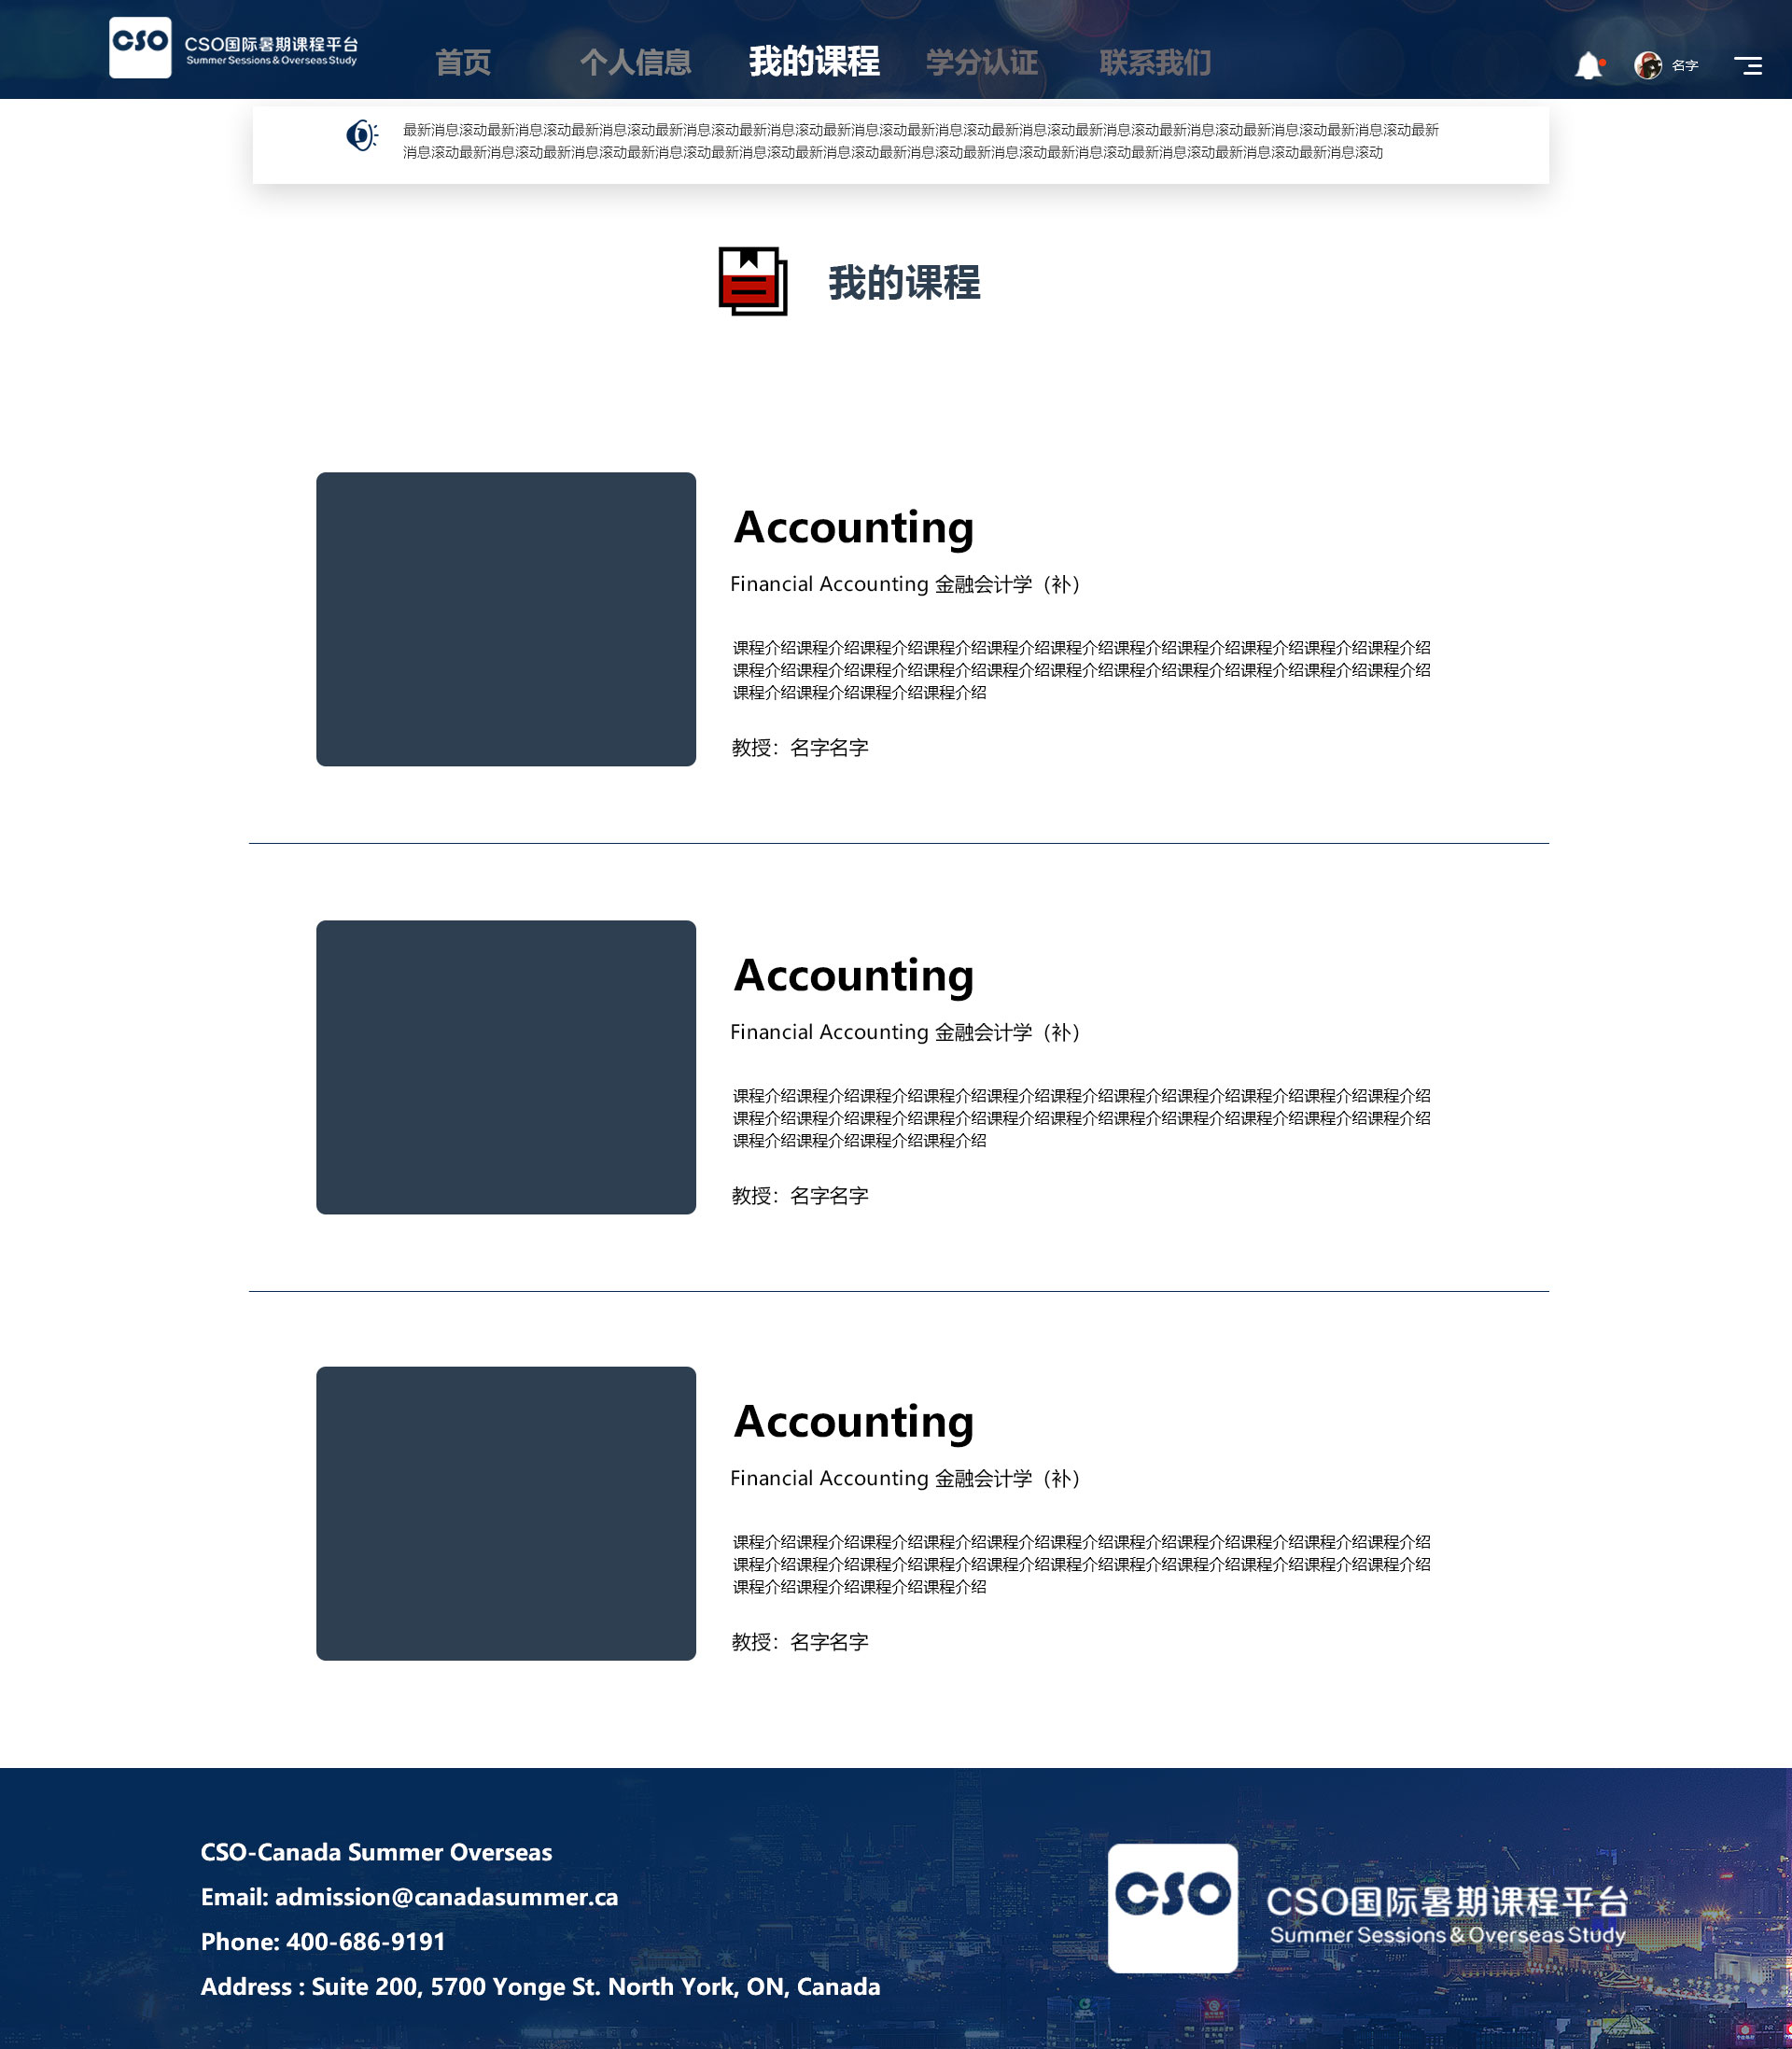 CSO
CSO国际暑期课程平台
Summer Sessions & Overseas Study
首页 个人信息 我的课程 学分认证 联系我们
名字
最新消息滚动最新消息滚动最新消息滚动最新消息滚动最新消息滚动最新消息滚动最新消息滚动最新消息滚动最新消息滚动最新消息滚动最新消息滚动最新消息滚动最新
消息滚动最新消息滚动最新消息滚动最新消息滚动最新消息滚动最新消息滚动最新消息滚动最新消息滚动最新消息滚动最新消息滚动最新消息滚动最新消息滚动
我的课程
Accounting
Financial Accounting 金融会计学（补）
课程介绍课程介绍课程介绍课程介绍课程介绍课程介绍课程介绍课程介绍课程介绍课程介绍课程介绍
课程介绍课程介绍课程介绍课程介绍课程介绍课程介绍课程介绍课程介绍课程介绍课程介绍课程介绍
课程介绍课程介绍课程介绍课程介绍
教授：名字名字
Accounting
Financial Accounting 金融会计学（补）
课程介绍课程介绍课程介绍课程介绍课程介绍课程介绍课程介绍课程介绍课程介绍课程介绍课程介绍
课程介绍课程介绍课程介绍课程介绍课程介绍课程介绍课程介绍课程介绍课程介绍课程介绍课程介绍
课程介绍课程介绍课程介绍课程介绍
教授：名字名字
Accounting
Financial Accounting 金融会计学（补）
课程介绍课程介绍课程介绍课程介绍课程介绍课程介绍课程介绍课程介绍课程介绍课程介绍课程介绍
课程介绍课程介绍课程介绍课程介绍课程介绍课程介绍课程介绍课程介绍课程介绍课程介绍课程介绍
课程介绍课程介绍课程介绍课程介绍
教授：名字名字
CSO-Canada Summer Overseas
Email: admission@canadasummer.ca
Phone: 400-686-9191
Address : Suite 200, 5700 Yonge St. North York, ON, Canada
CSO
CSO国际暑期课程平台
Summer Sessions & Overseas Study